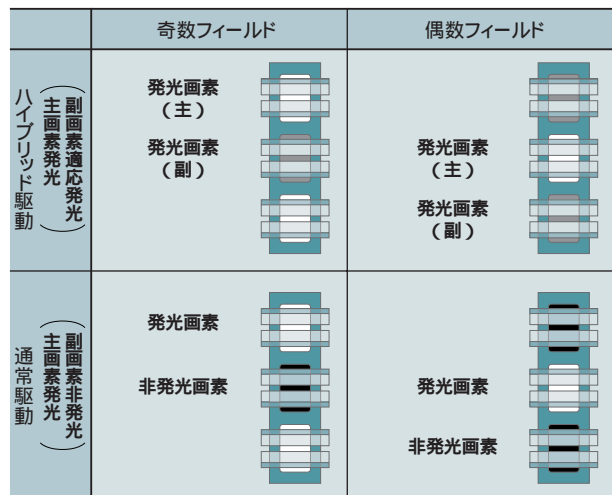 奇数フィールド
偶数フィールド
ハイブリッド駆動
（主画素発光
副画素適応発光）
発光画素
（主）
発光画素
（副）
発光画素
（主）
発光画素
（副）
通常駆動
（主画素発光
副画素非発光）
発光画素
非発光画素
発光画素
非発光画素